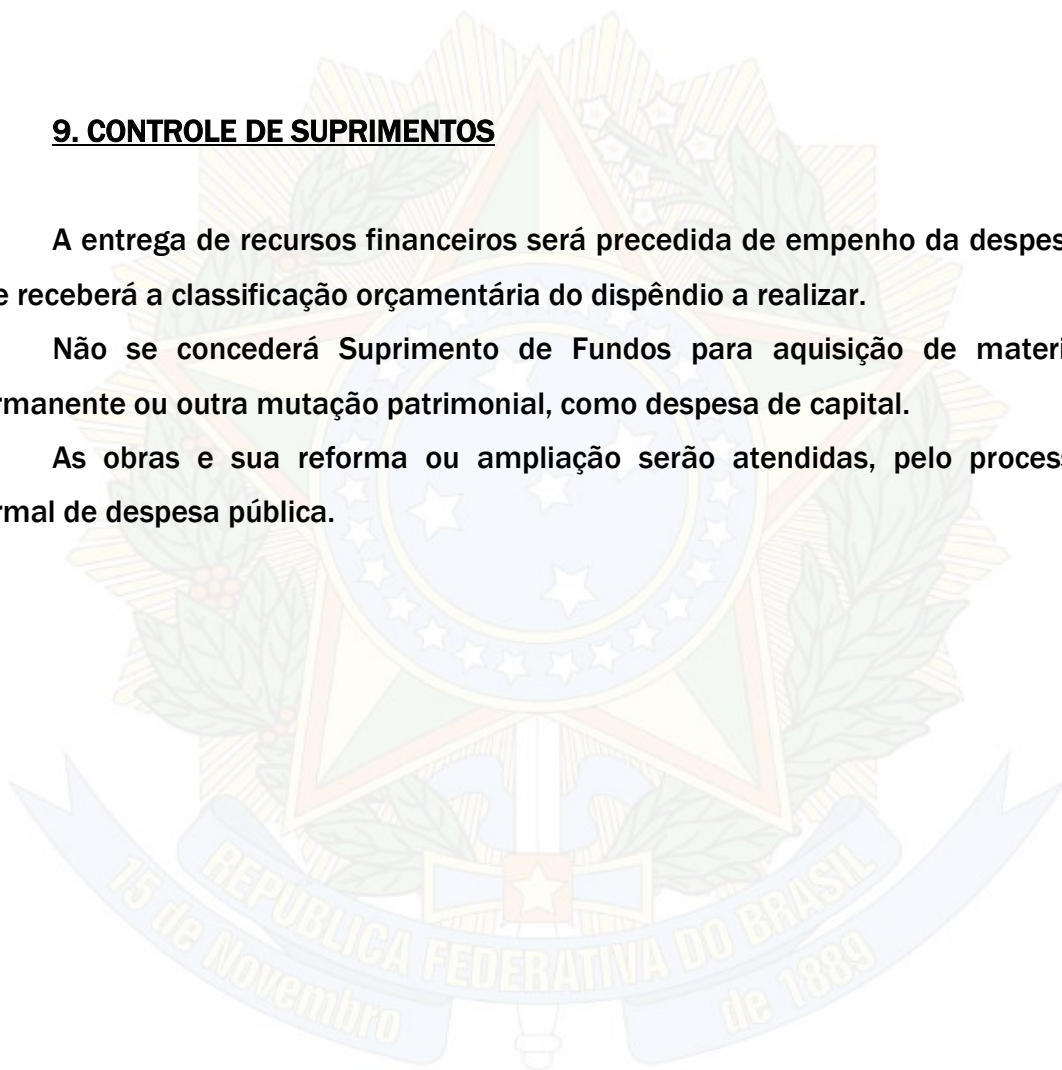 9. CONTROLE DE SUPRIMENTOS
A entrega de recursos financeiros será precedida de empenho da despes
e receberá a classificação orçamentária do dispêndio a realizar.
Não se concederá Suprimento de Fundos para aquisição de materi
rmanente ou outra mutação patrimonial, como despesa de capital.
As obras e sua reforma ou ampliação serão atendidas, pelo process
rmal de despesa pública.
REPÚBLICA FEDERATIVA DO BRASIL
15 de Novembro de 1889